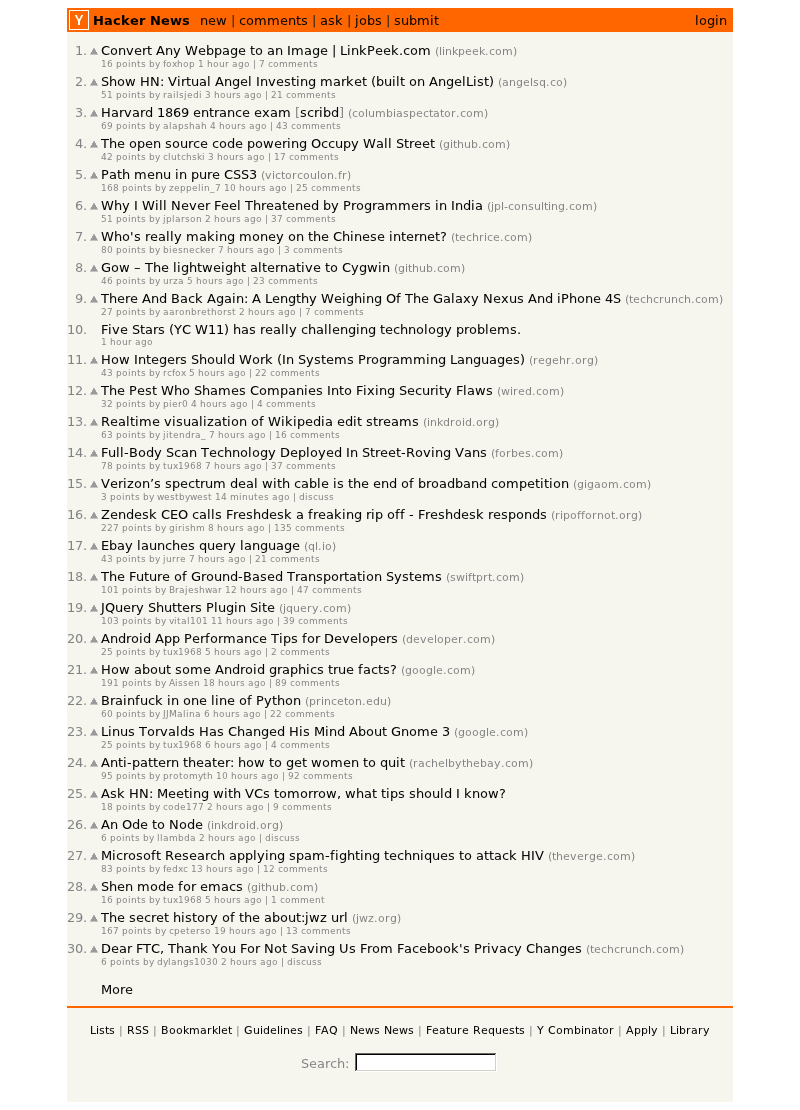 Y Hacker News new | comments | ask | jobs | submit login
1. Convert Any Webpage to an Image | LinkPeek.com (linkpeek.com)
16 points by foxhop 1 hour ago | 7 comments
2. Show HN: Virtual Angel Investing market (built on AngelList) (angelsq.co)
51 points by railsjedi 3 hours ago | 21 comments
3. Harvard 1869 entrance exam [scribd] (columbiaspectator.com)
69 points by alapshah 4 hours ago | 43 comments
4. The open source code powering Occupy Wall Street (github.com)
42 points by clutchski 3 hours ago | 17 comments
5. Path menu in pure CSS3 (victorcoulon.fr)
168 points by zeppelin_7 10 hours ago | 25 comments
6. Why I Will Never Feel Threatened by Programmers in India (jpl-consulting.com)
51 points by jplarson 2 hours ago | 37 comments
7. Who's really making money on the Chinese internet? (techrice.com)
80 points by biesnecker 7 hours ago | 3 comments
8. Gow – The lightweight alternative to Cygwin (github.com)
46 points by urza 5 hours ago | 23 comments
9. There And Back Again: A Lengthy Weighing Of The Galaxy Nexus And iPhone 4S (techcrunch.com)
27 points by aaronbrethorst 2 hours ago | 7 comments
10. Five Stars (YC W11) has really challenging technology problems.
1 hour ago
11. How Integers Should Work (In Systems Programming Languages) (regehr.org)
43 points by rcfox 5 hours ago | 22 comments
12. The Pest Who Shames Companies Into Fixing Security Flaws (wired.com)
32 points by pier0 4 hours ago | 4 comments
13. Realtime visualization of Wikipedia edit streams (inkdroid.org)
63 points by jitendra_ 7 hours ago | 16 comments
14. Full-Body Scan Technology Deployed In Street-Roving Vans (forbes.com)
78 points by tux1968 7 hours ago | 37 comments
15. Verizon’s spectrum deal with cable is the end of broadband competition (gigaom.com)
3 points by westbywest 14 minutes ago | discuss
16. Zendesk CEO calls Freshdesk a freaking rip off - Freshdesk responds (ripoffornot.org)
227 points by girishm 8 hours ago | 135 comments
17. Ebay launches query language (ql.io)
43 points by jurre 7 hours ago | 21 comments
18. The Future of Ground-Based Transportation Systems (swiftprt.com)
101 points by Brajeshwar 12 hours ago | 47 comments
19. JQuery Shutters Plugin Site (jquery.com)
103 points by vital101 11 hours ago | 39 comments
20. Android App Performance Tips for Developers (developer.com)
25 points by tux1968 5 hours ago | 2 comments
21. How about some Android graphics true facts? (google.com)
191 points by Aissen 18 hours ago | 89 comments
22. Brainfuck in one line of Python (princeton.edu)
60 points by JJMalina 6 hours ago | 22 comments
23. Linus Torvalds Has Changed His Mind About Gnome 3 (google.com)
25 points by tux1968 6 hours ago | 4 comments
24. Anti-pattern theater: how to get women to quit (rachelbythebay.com)
95 points by protomyth 10 hours ago | 92 comments
25. Ask HN: Meeting with VCs tomorrow, what tips should I know?
18 points by code177 2 hours ago | 9 comments
26. An Ode to Node (inkdroid.org)
6 points by llambda 2 hours ago | discuss
27. Microsoft Research applying spam-fighting techniques to attack HIV (theverge.com)
83 points by fedxc 13 hours ago | 12 comments
28. Shen mode for emacs (github.com)
16 points by tux1968 5 hours ago | 1 comment
29. The secret history of the about:jwz url (jwz.org)
167 points by cpeterso 19 hours ago | 13 comments
30. Dear FTC, Thank You For Not Saving Us From Facebook's Privacy Changes (techcrunch.com)
6 points by dylangs1030 2 hours ago | discuss
More
Lists | RSS | Bookmarklet | Guidelines | FAQ | News News | Feature Requests | Y Combinator | Apply | Library
Search: